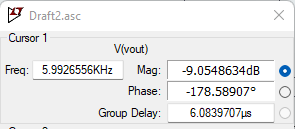 Draft2.asc
Cursor 1
V(vout)
Freq: 5.9926556KHz Mag: -9.0548634dB
Phase: -178.58907°
Group Delay: 6.0839707µs